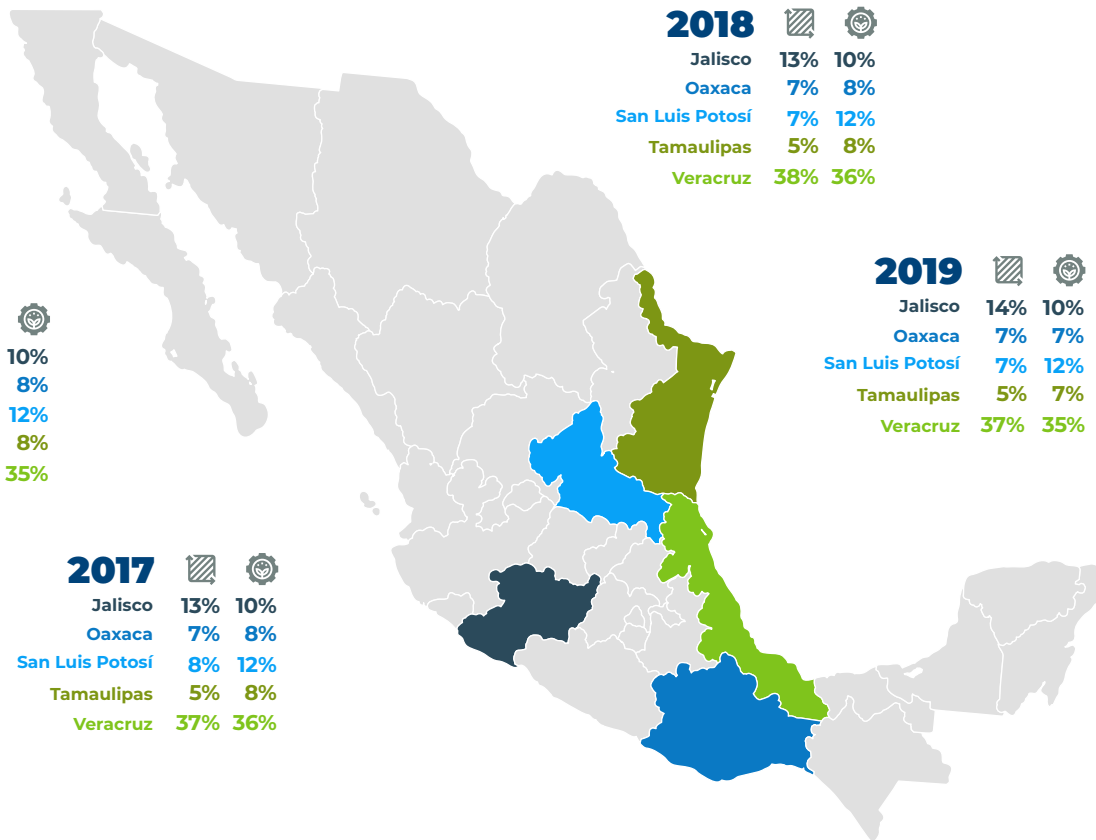 2018
Jalisco 13% 10%
Oaxaca 7% 8%
San Luis Potosí 7% 12%
Tamaulipas 5% 8%
Veracruz 38% 36%
2019
Jalisco 14% 10%
Oaxaca 7% 7%
San Luis Potosí 7% 12%
Tamaulipas 5% 7%
Veracruz 37% 35%
10%
8%
12%
8%
35%
2017
Jalisco 13% 10%
Oaxaca 7% 8%
San Luis Potosí 8% 12%
Tamaulipas 5% 8%
Veracruz 37% 36%